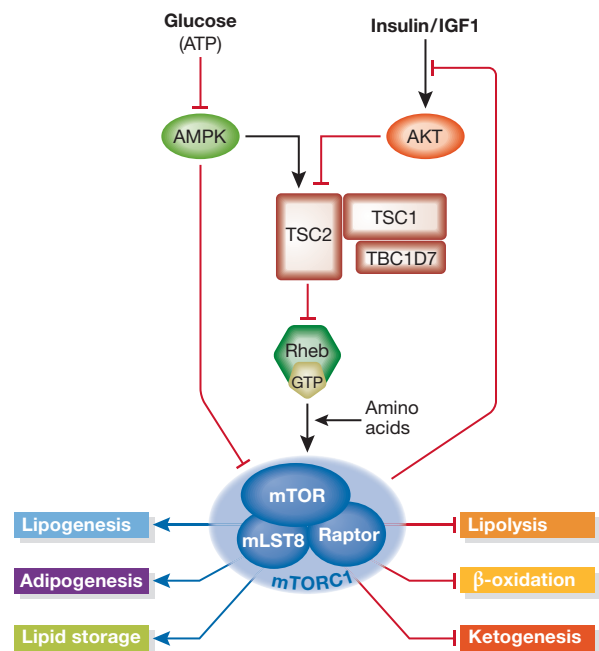 Glucose
(ATP)
Insulin/IGF1
AMPK
AKT
TSC2
TSC1
TBC1D7
Rheb
GTP
Amino
acids
mTOR
mLST8
Raptor
mTORC1
Lipogenesis
Lipolysis
Adipogenesis
β-oxidation
Lipid storage
Ketogenesis